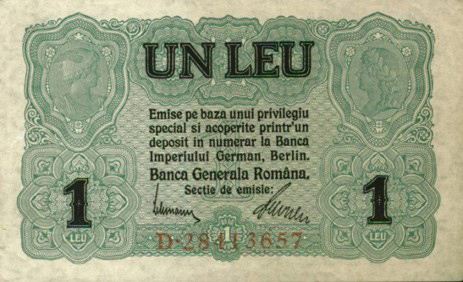 UN LEU
Emise pe baza unui privilegiu
special si acoperite printr'un
deposit in numerar la Banca
Imperiului German, Berlin.
Banca Generala Română.
Sectie de emisie:
1 1
LEU 1 LEU
D·28413657